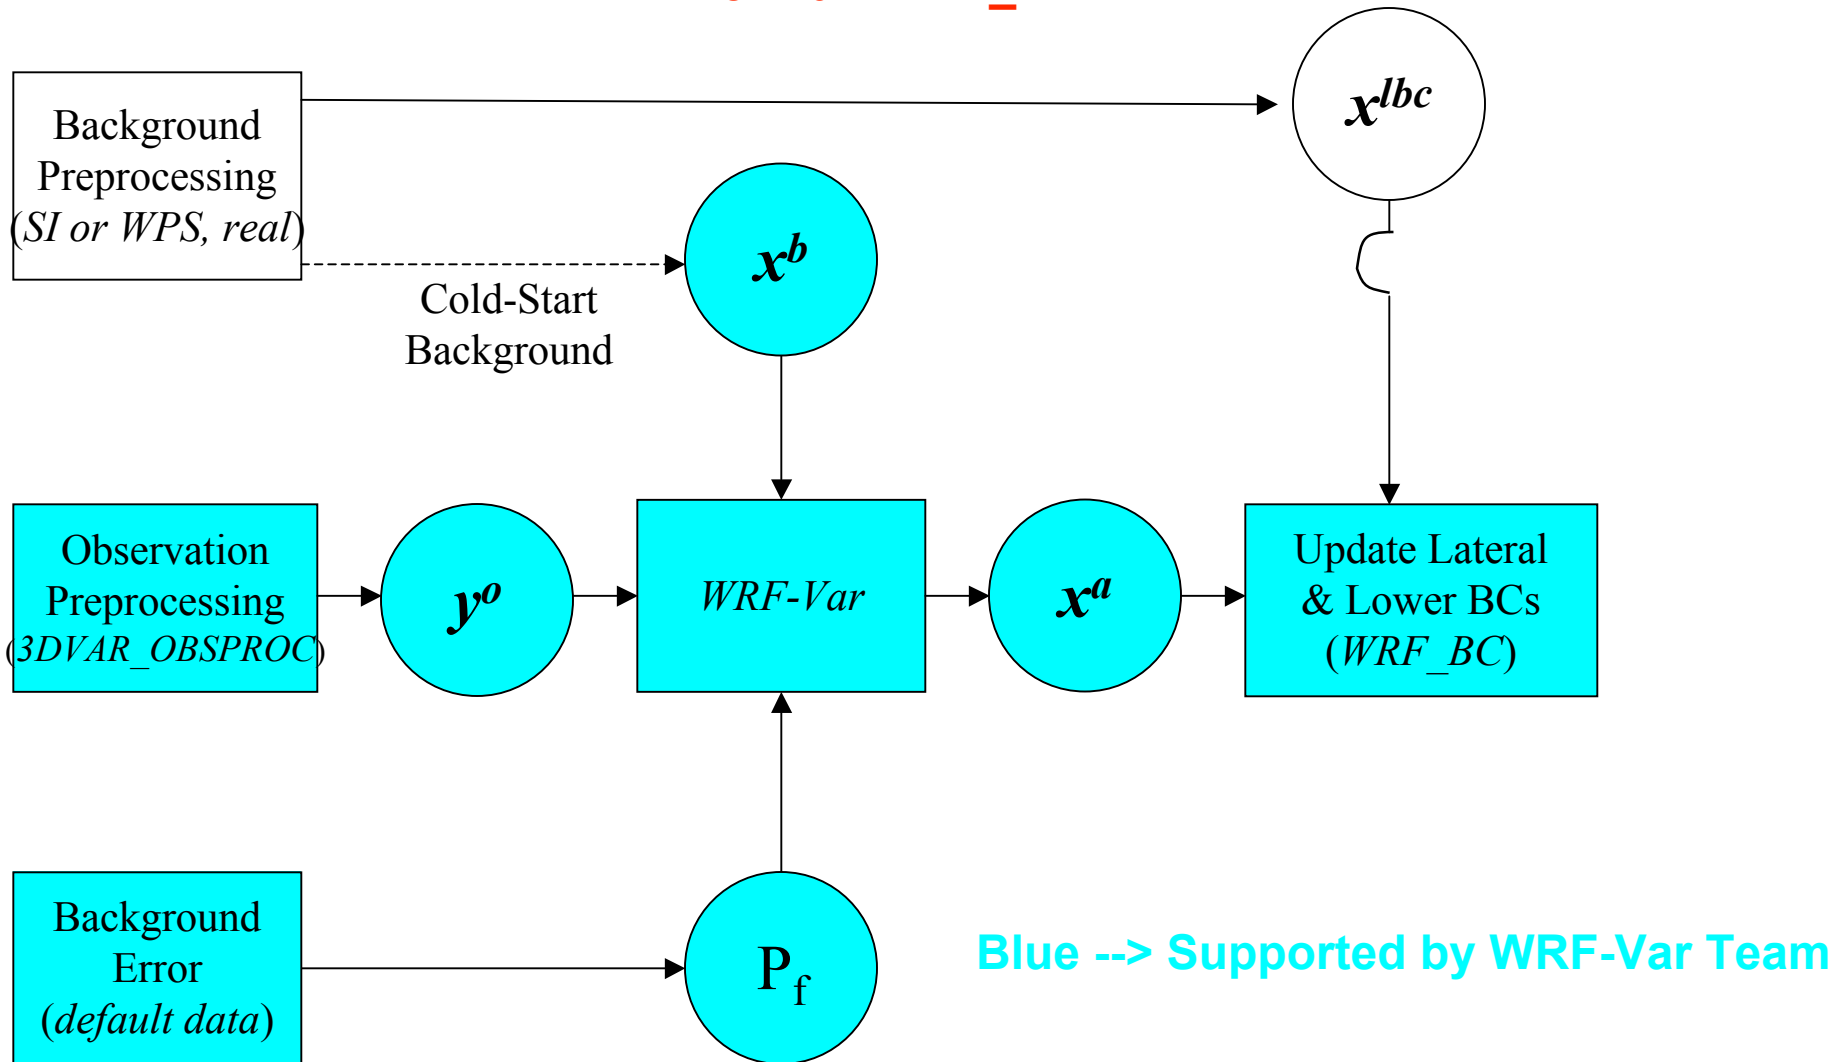 Background
Preprocessing
(SI or WPS, real)
x^lbc
x^b
Cold-Start
Background
Observation
Preprocessing
(3DVAR_OBSPROC)
y^o
WRF-Var
x^a
Update Lateral
& Lower BCs
(WRF_BC)
Background
Error
(default data)
P_f
Blue --> Supported by WRF-Var Team